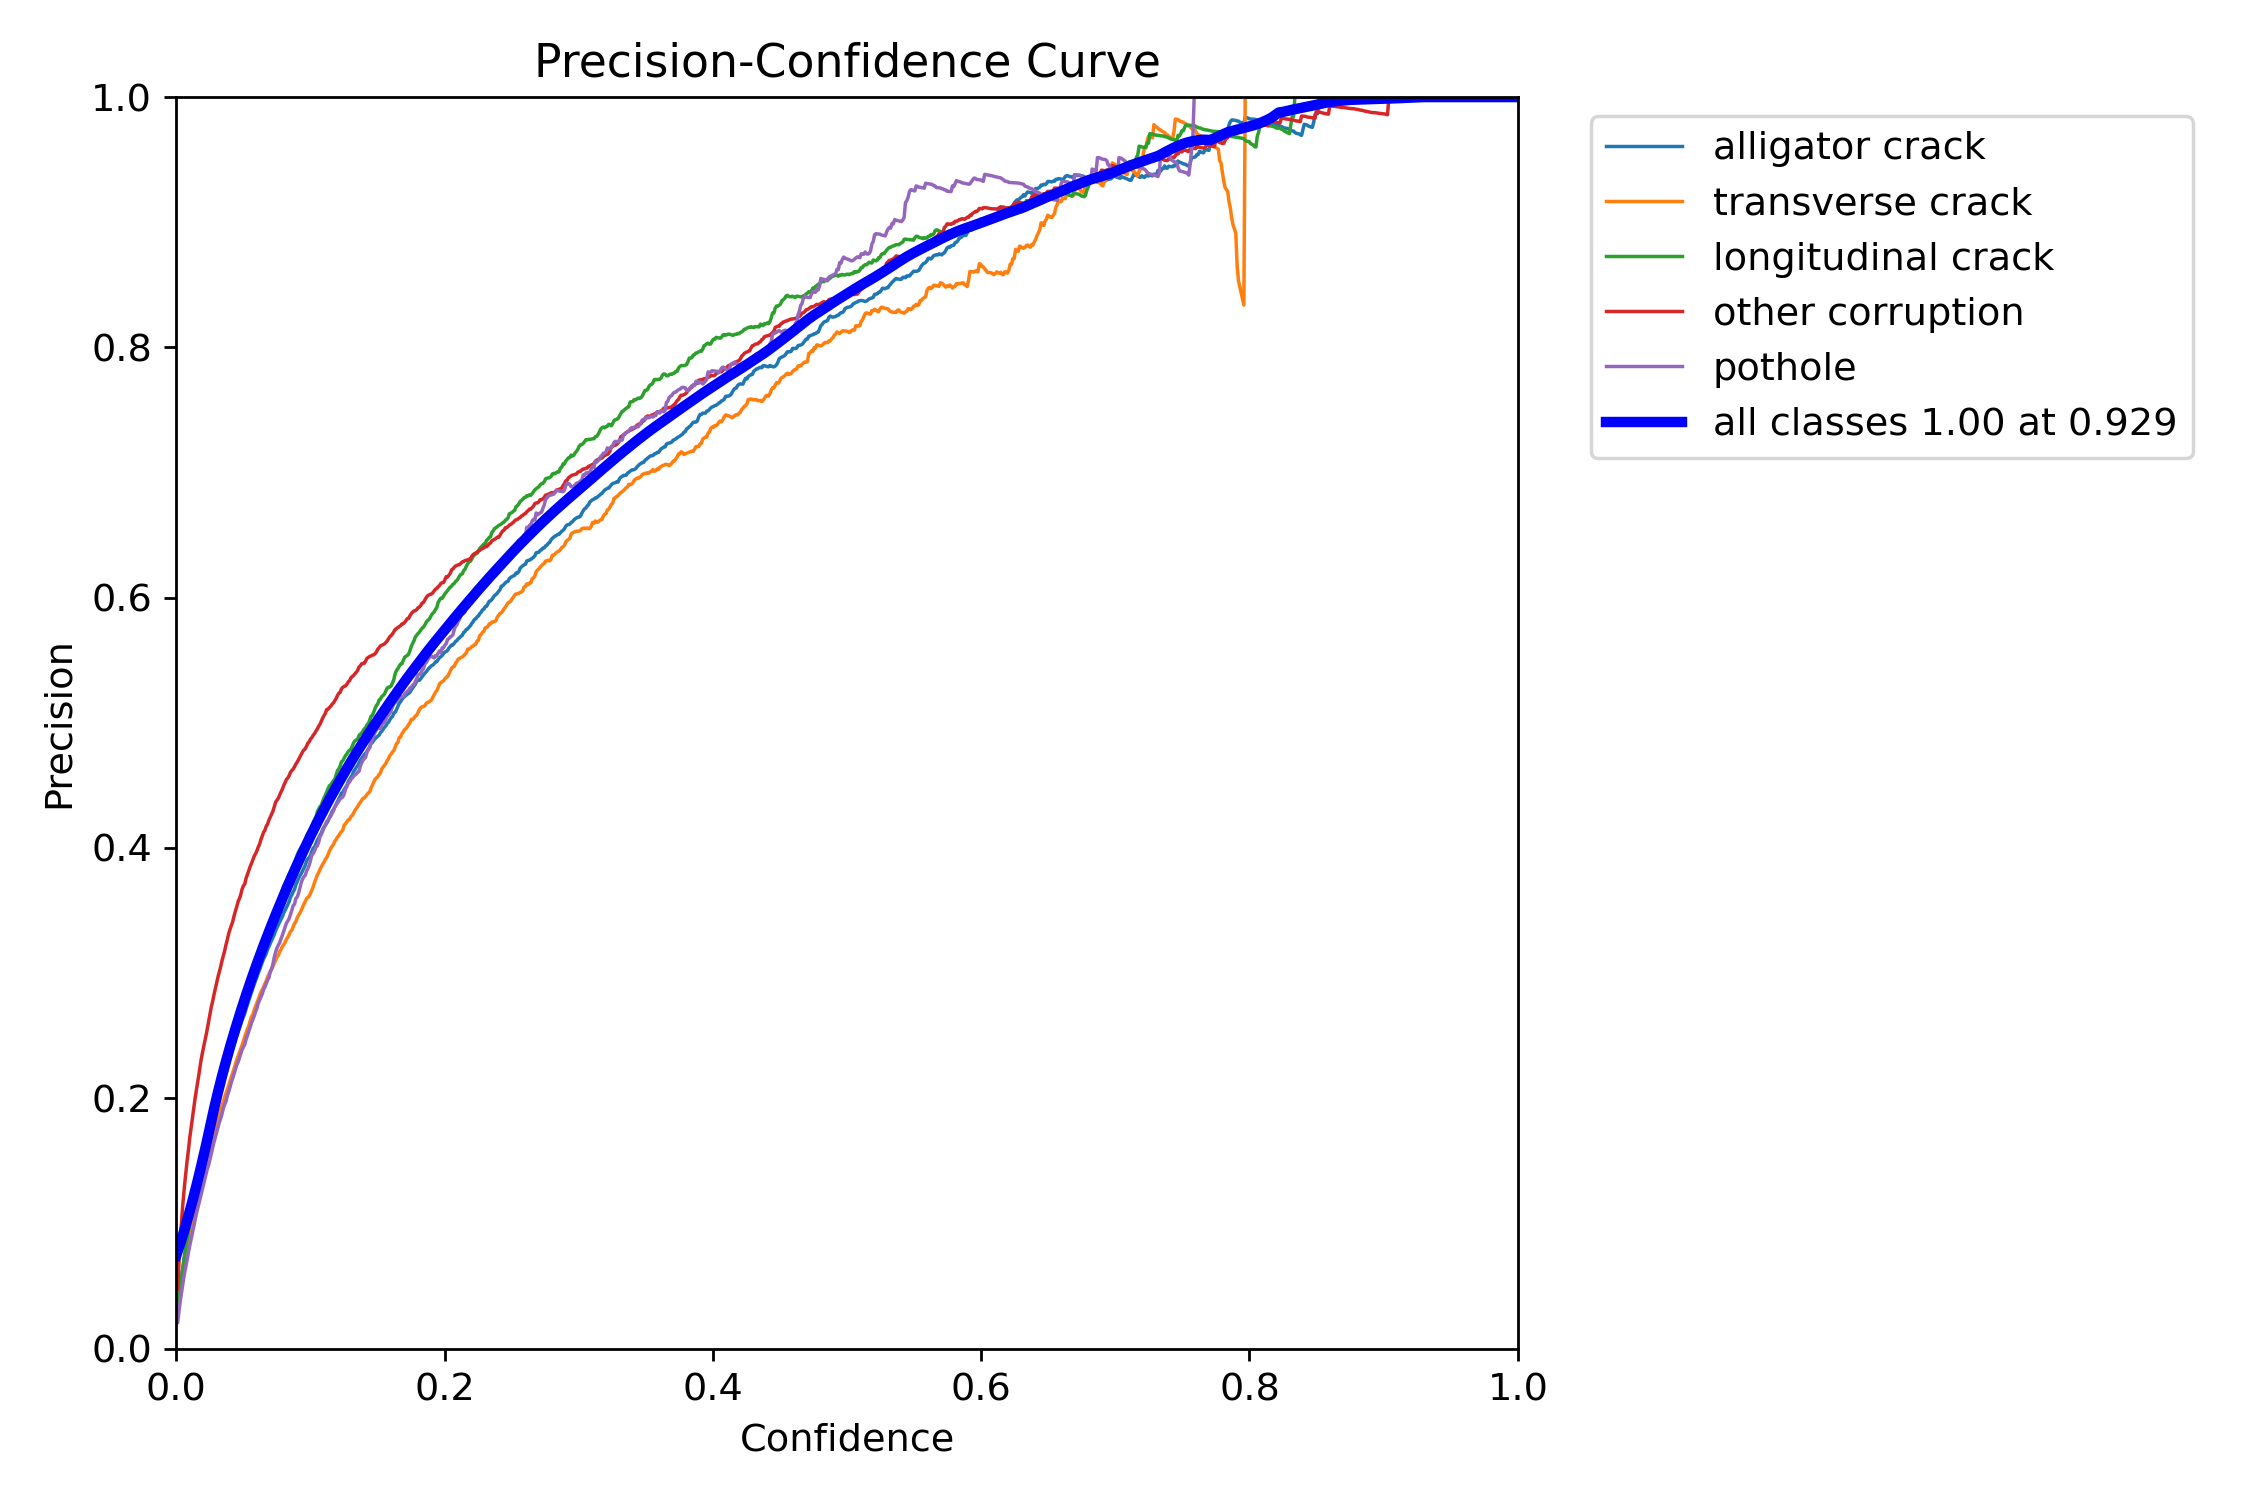 Precision-Confidence Curve
1.0
0.8
0.6
0.4
0.2
0.0
Precision
0.0 0.2 0.4 0.6 0.8 1.0
Confidence
alligator crack
transverse crack
longitudinal crack
other corruption
pothole
all classes 1.00 at 0.929